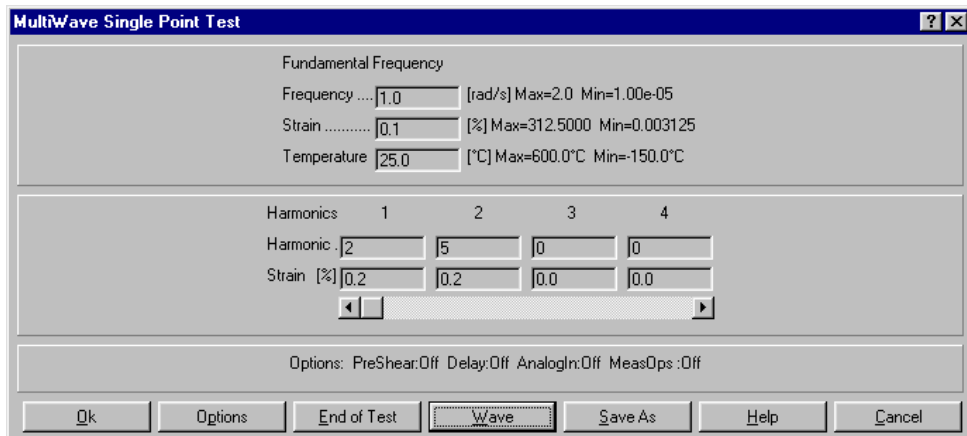 MultiWave Single Point Test
Fundamental Frequency
Frequency .... 1.0 [rad/s] Max=2.0 Min=1.00e-05
Strain ........... 0.1 [%] Max=312.5000 Min=0.003125
Temperature 25.0 [°C] Max=600.0°C Min=-150.0°C
Harmonics 1 2 3 4
Harmonic . 2 5 0 0
Strain [%] 0.2 0.2 0.0 0.0
Options: PreShear:Off Delay:Off AnalogIn:Off MeasOps :Off
Ok Options End of Test Wave Save As Help Cancel